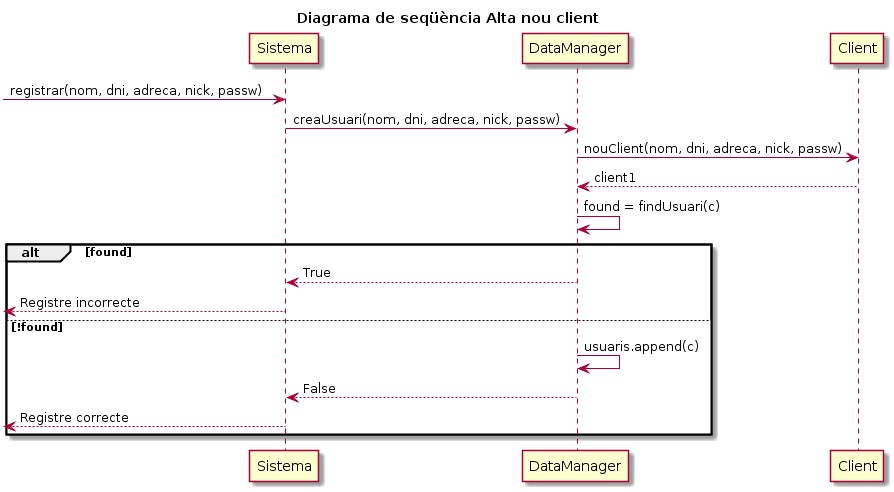 Diagrama de seqüència Alta nou client
Sistema
DataManager
Client
registrar(nom, dni, adreca, nick, passw)
creaUsuari(nom, dni, adreca, nick, passw)
nouClient(nom, dni, adreca, nick, passw)
client1
found = findUsuari(c)
alt [found]
True
Registre incorrecte
[!found]
usuaris.append(c)
False
Registre correcte
Sistema
DataManager
Client